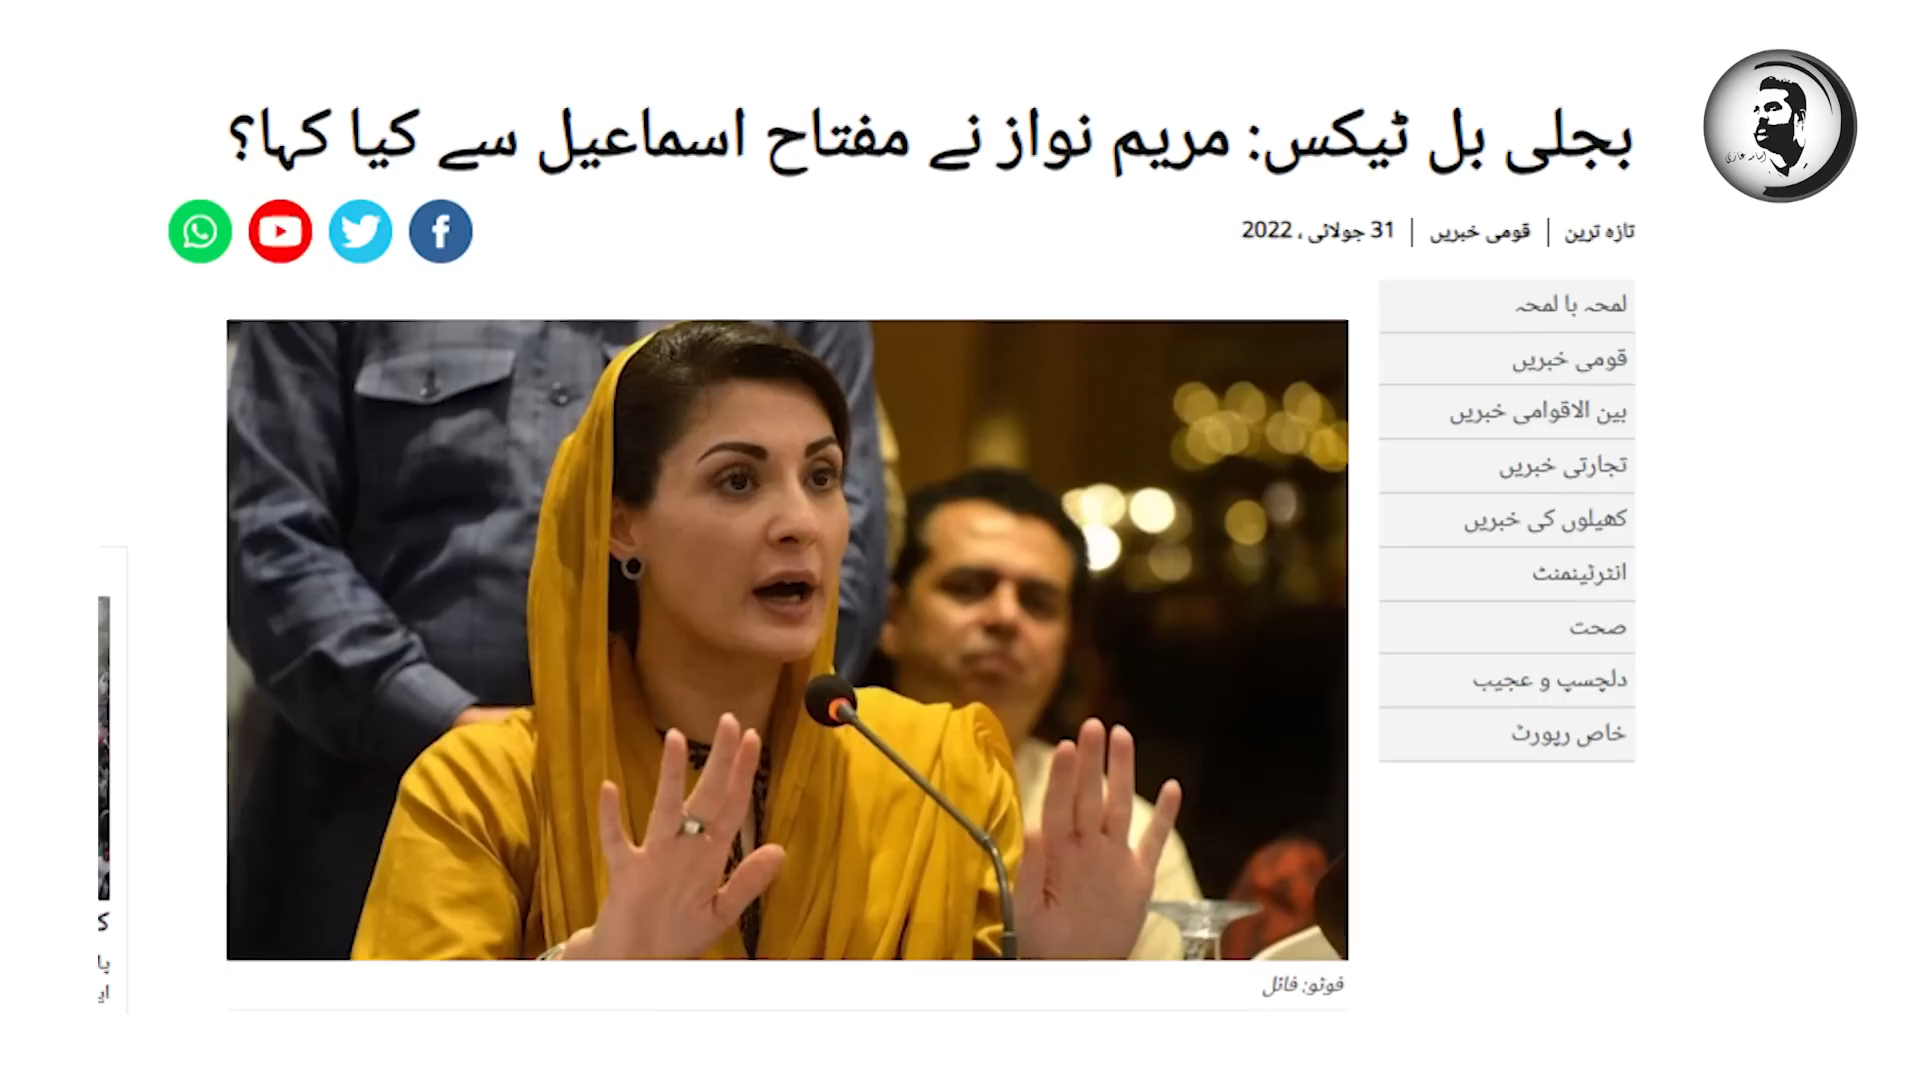 بجلی بل ٹیکس: مریم نواز نے مفتاح اسماعیل سے کیا کہا؟
تازہ ترین | قومی خبریں | 31 جولائی ، 2022
لمحہ با لمحہ
قومی خبریں
بین الاقوامی خبریں
تجارتی خبریں
کھیلوں کی خبریں
انٹرٹینمنٹ
صحت
دلچسپ و عجیب
خاص رپورٹ
فوٹو: فائل